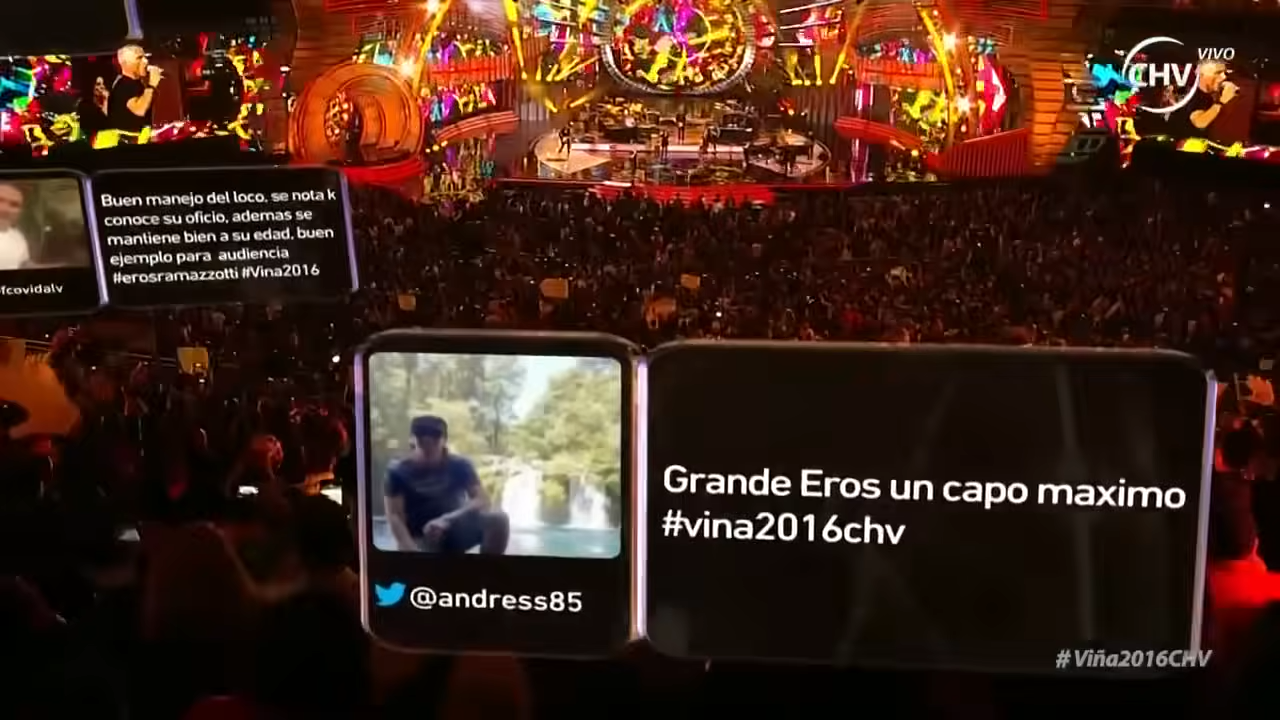 VIVO
CHV
Buen manejo del loco, se nota k
conoce su oficio, ademas se
mantiene bien a su edad, buen
ejemplo para audiencia
#erosramazzotti #Vina2016
fcovidalv
Grande Eros un capo maximo
#vina2016chv
@andress85
#Viña2016CHV